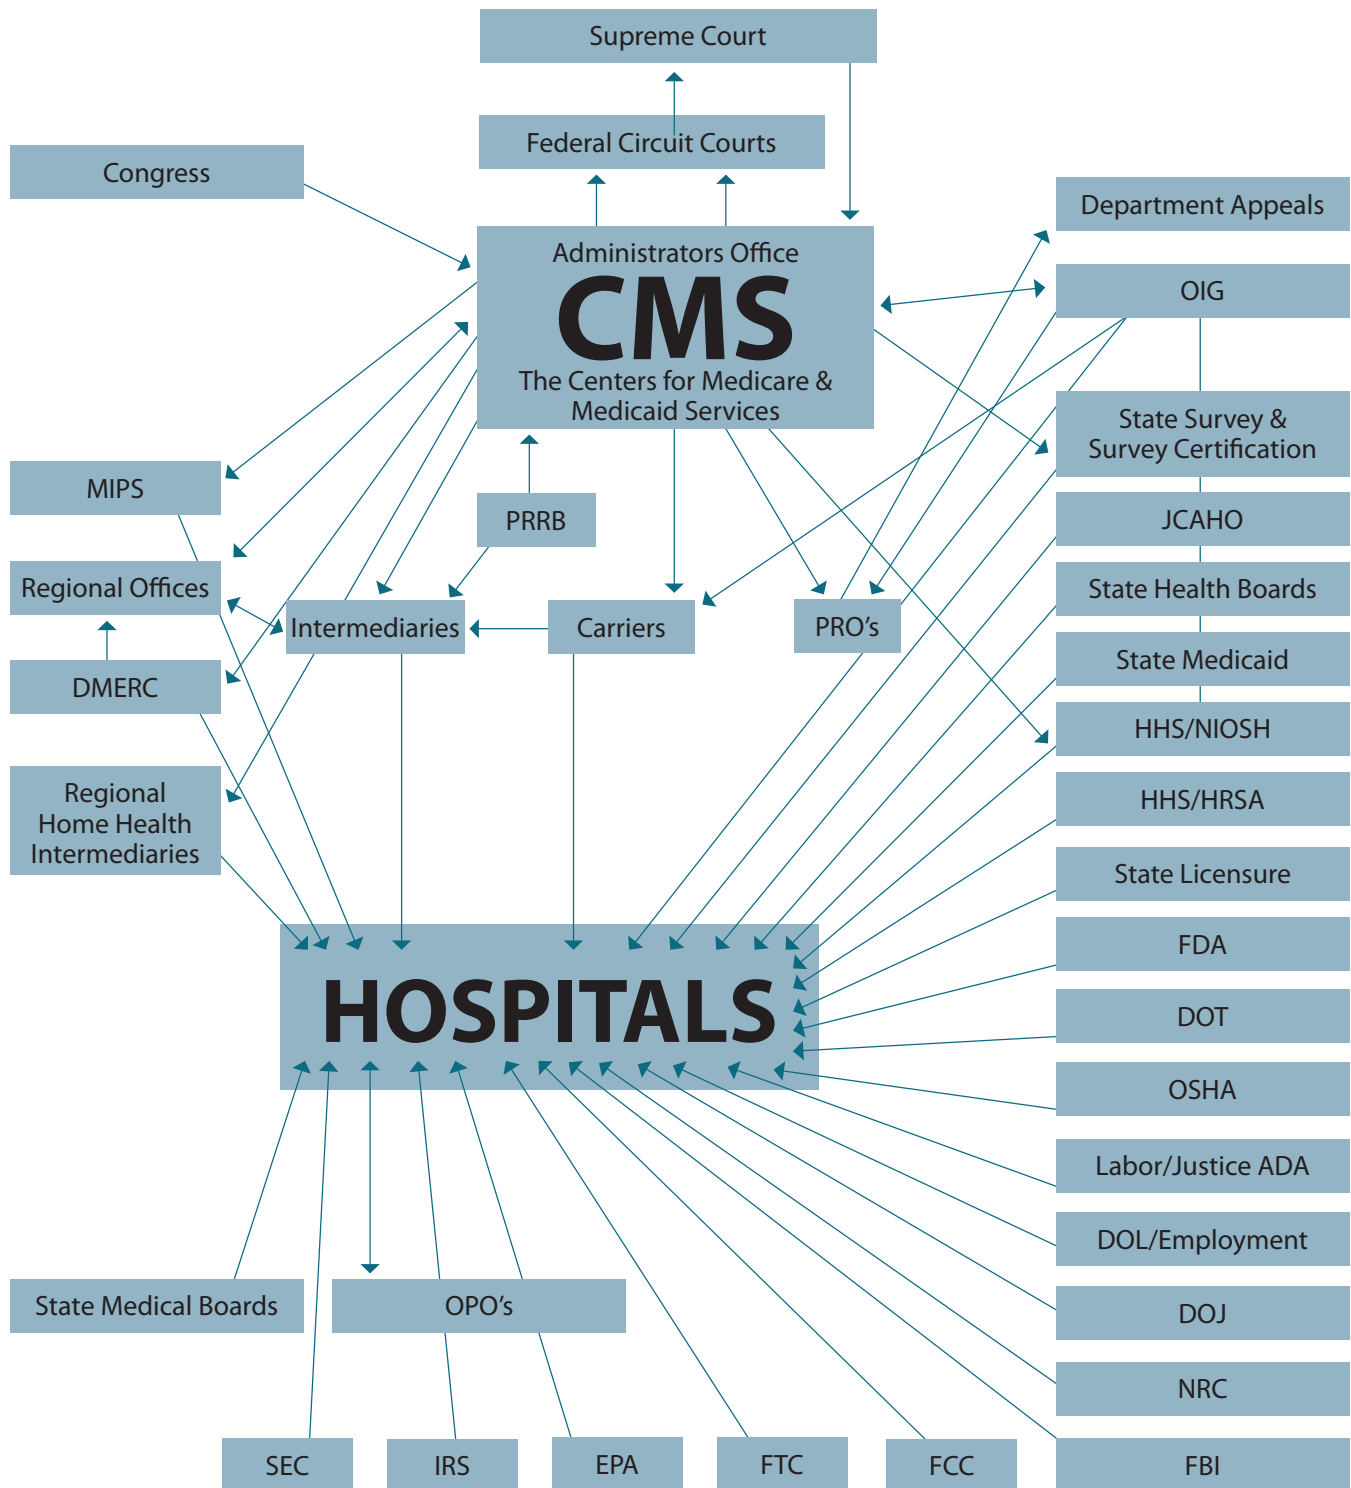 Supreme Court
Federal Circuit Courts
Congress
Department Appeals
Administrators Office
CMS
The Centers for Medicare &
Medicaid Services
OIG
State Survey &
Survey Certification
MIPS
PRRB
JCAHO
Regional Offices
State Health Boards
Intermediaries
Carriers
PRO’s
State Medicaid
DMERC
HHS/NIOSH
Regional
Home Health
Intermediaries
HHS/HRSA
State Licensure
FDA
HOSPITALS
DOT
OSHA
Labor/Justice ADA
DOL/Employment
State Medical Boards
OPO’s
DOJ
NRC
SEC
IRS
EPA
FTC
FCC
FBI